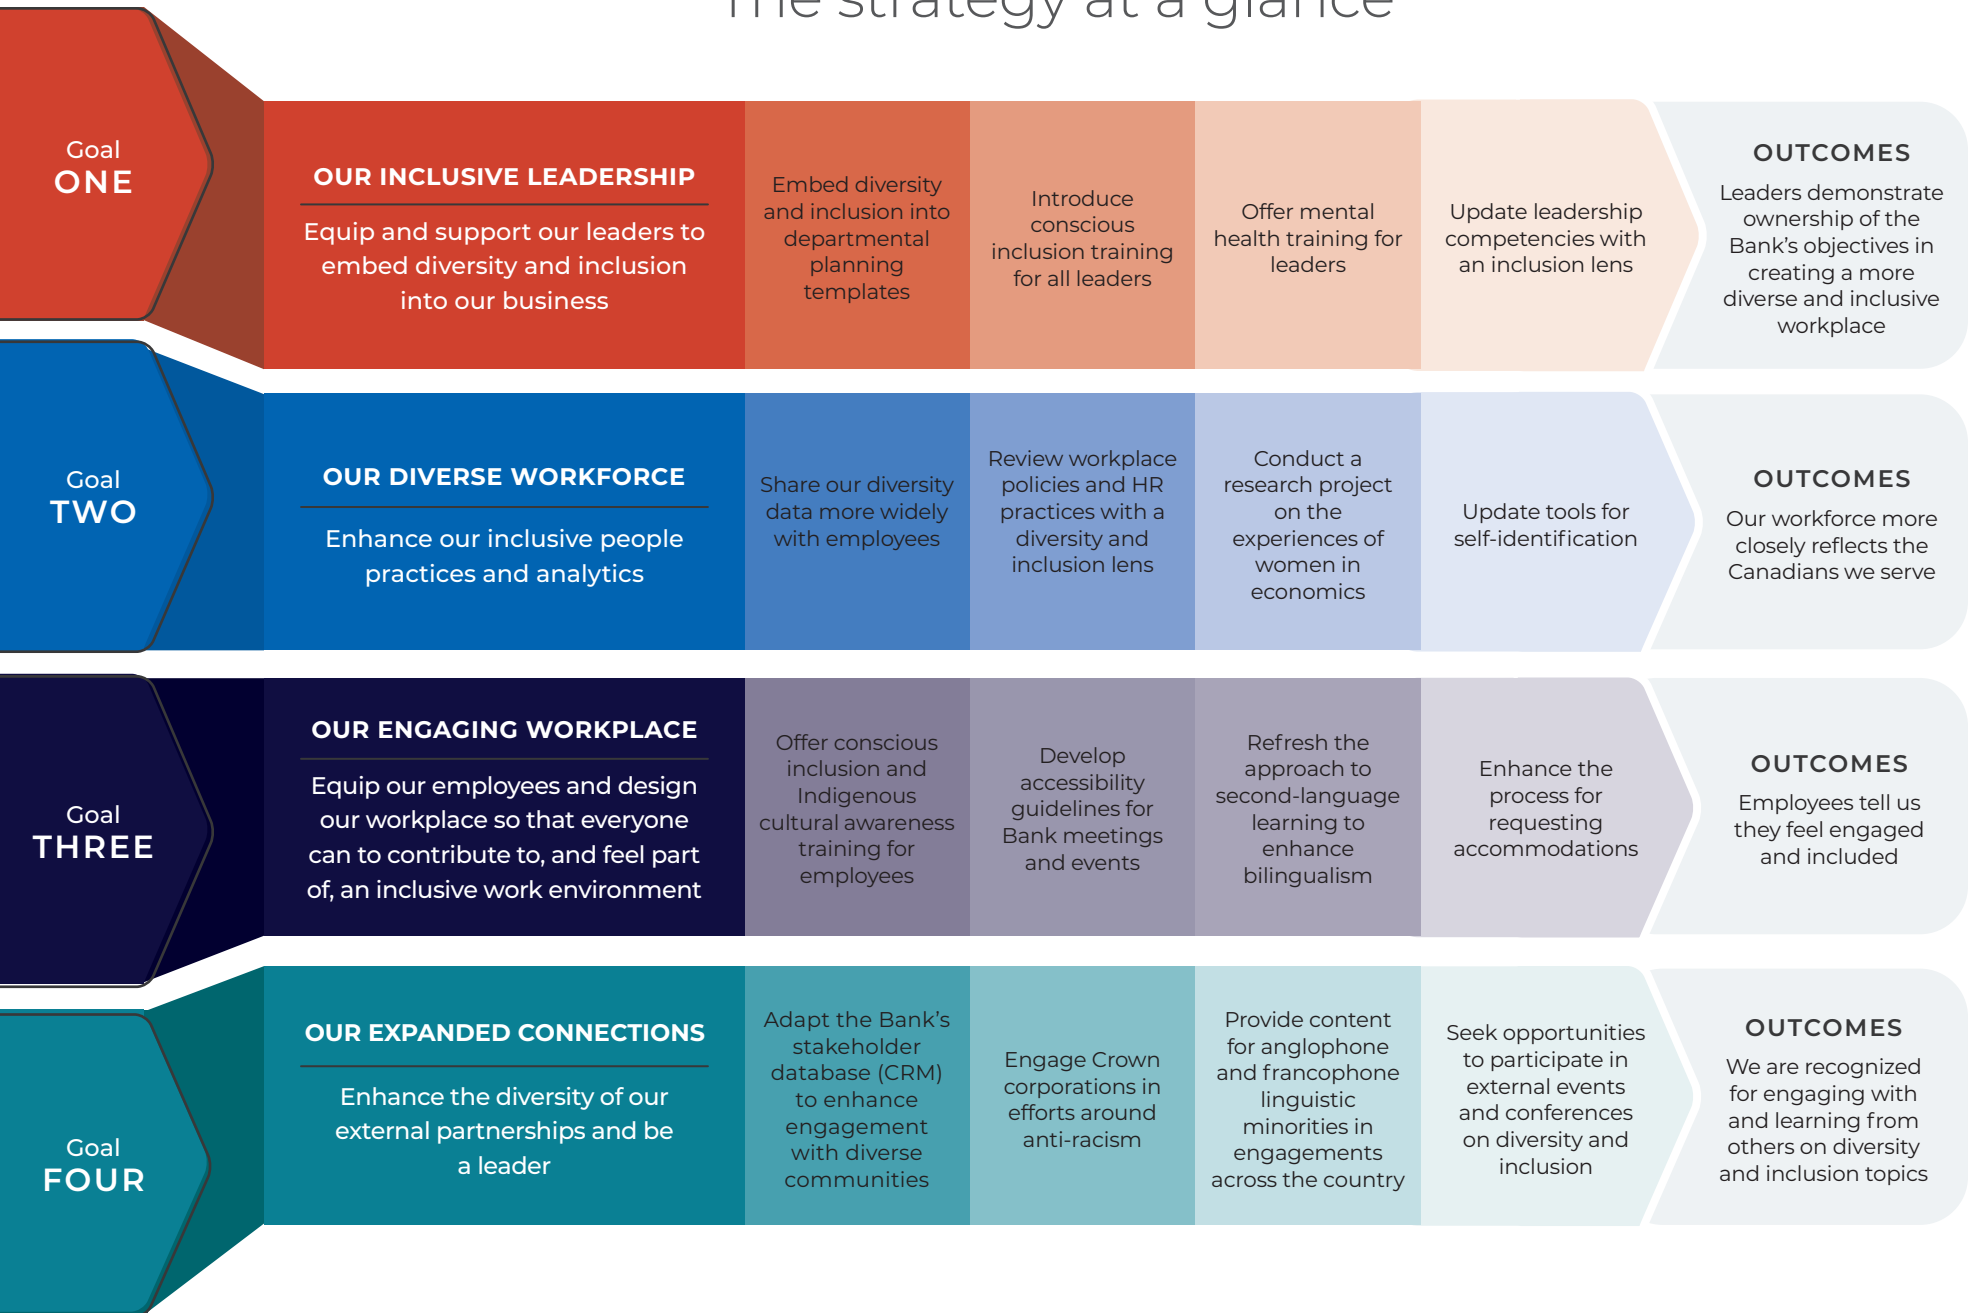 The strategy at a glance
Goal
ONE
OUR INCLUSIVE LEADERSHIP
Equip and support our leaders to
embed diversity and inclusion
into our business
Embed diversity
and inclusion into
departmental
planning
templates
Introduce
conscious
inclusion training
for all leaders
Offer mental
health training for
leaders
Update leadership
competencies with
an inclusion lens
OUTCOMES
Leaders demonstrate
ownership of the
Bank's objectives in
creating a more
diverse and inclusive
workplace
Goal
TWO
OUR DIVERSE WORKFORCE
Enhance our inclusive people
practices and analytics
Share our diversity
data more widely
with employees
Review workplace
policies and HR
practices with a
diversity and
inclusion lens
Conduct a
research project
on the
experiences of
women in
economics
Update tools for
self-identification
OUTCOMES
Our workforce more
closely reflects the
Canadians we serve
Goal
THREE
OUR ENGAGING WORKPLACE
Equip our employees and design
our workplace so that everyone
can to contribute to, and feel part
of, an inclusive work environment
Offer conscious
inclusion and
Indigenous
cultural awareness
training for
employees
Develop
accessibility
guidelines for
Bank meetings
and events
Refresh the
approach to
second-language
learning to
enhance
bilingualism
Enhance the
process for
requesting
accommodations
OUTCOMES
Employees tell us
they feel engaged
and included
Goal
FOUR
OUR EXPANDED CONNECTIONS
Enhance the diversity of our
external partnerships and be
a leader
Adapt the Bank's
stakeholder
database (CRM)
to enhance
engagement
with diverse
communities
Engage Crown
corporations in
efforts around
anti-racism
Provide content
for anglophone
and francophone
linguistic
minorities in
engagements
across the country
Seek opportunities
to participate in
external events
and conferences
on diversity and
inclusion
OUTCOMES
We are recognized
for engaging with
and learning from
others on diversity
and inclusion topics